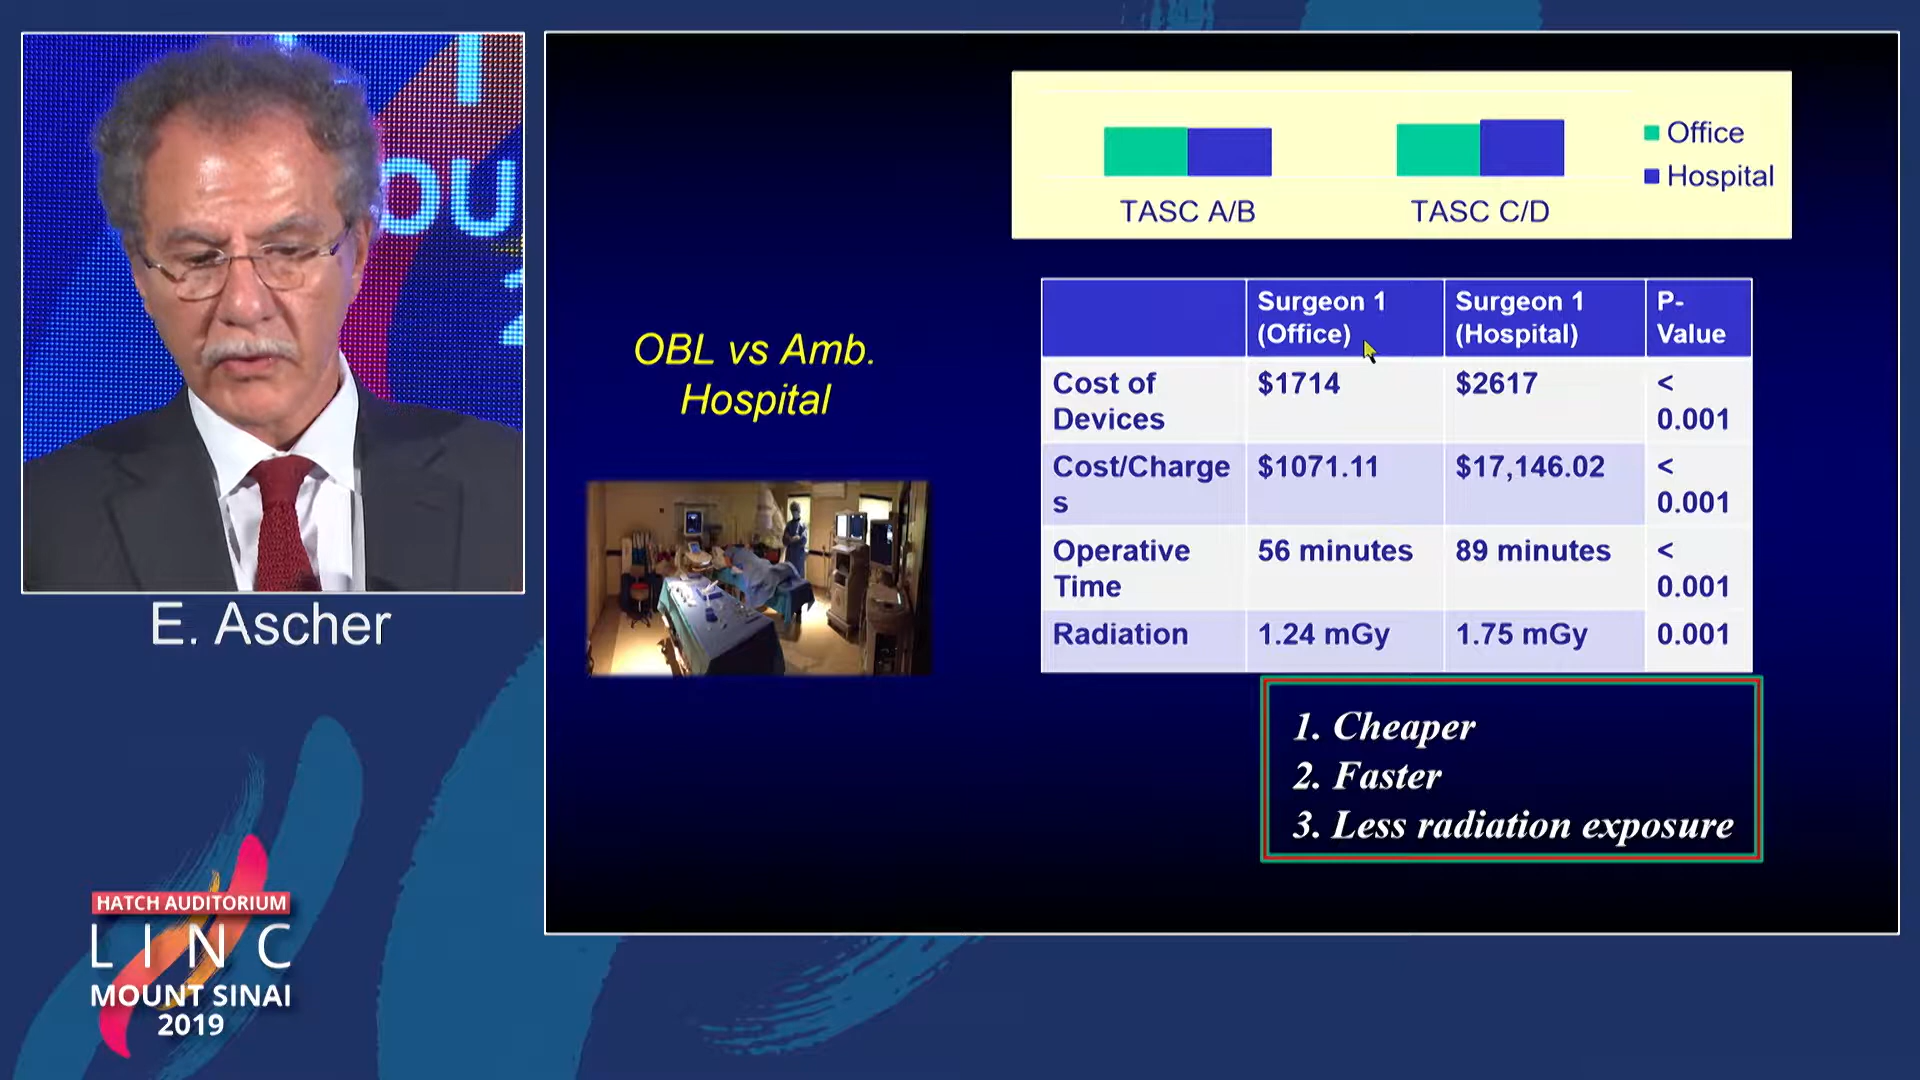 OU
E. Ascher
HATCH AUDITORIUM
LINC
MOUNT SINAI
2019
OBL vs Amb.
Hospital
Office
Hospital
TASC A/B
TASC C/D
Surgeon 1
(Office)
Surgeon 1
(Hospital)
P-
Value
Cost of
Devices
$1714
$2617
<
0.001
Cost/Charge
s
$1071.11
$17,146.02
<
0.001
Operative
Time
56 minutes
89 minutes
<
0.001
Radiation
1.24 mGy
1.75 mGy
0.001
1. Cheaper
2. Faster
3. Less radiation exposure